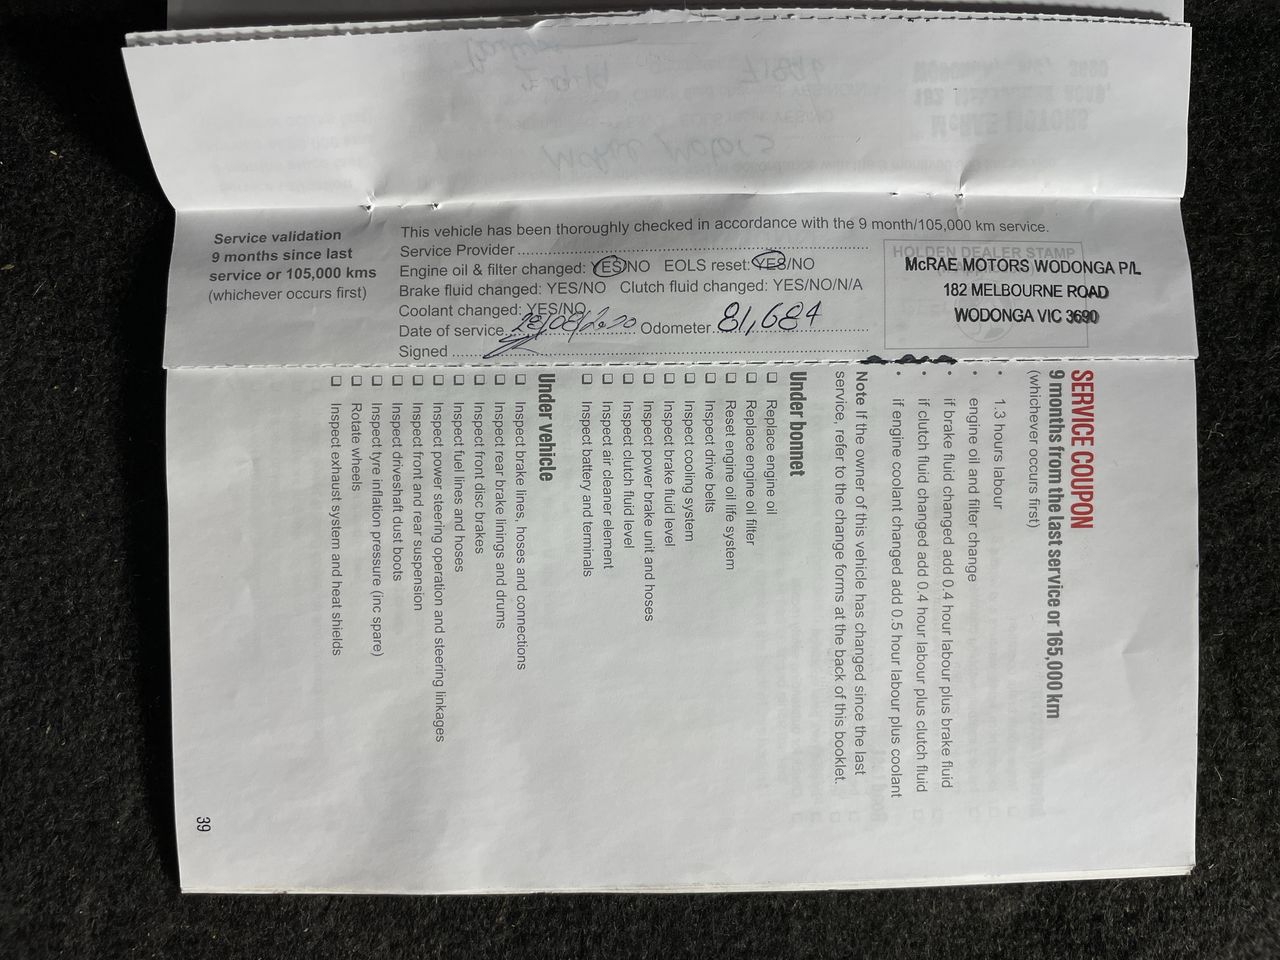 Service validation
9 months since last
service or 105,000 kms
(whichever occurs first)
This vehicle has been thoroughly checked in accordance with the 9 month/105,000 km service.
Service Provider
Engine oil & filter changed: YES/NO EOLS reset: YES/NO
Brake fluid changed: YES/NO Clutch fluid changed: YES/NO/N/A
Coolant changed: YES/NO
Date of service 28/08/2020 Odometer 81,684
Signed
HOLDEN DEALER STAMP
McRAE MOTORS WODONGA P/L
182 MELBOURNE ROAD
WODONGA VIC 3690
SERVICE COUPON
9 months from the last service or 165,000 km
(whichever occurs first)
• 1.3 hours labour
• engine oil and filter change
• if brake fluid changed add 0.4 hour labour plus brake fluid
• if clutch fluid changed add 0.4 hour labour plus clutch fluid
• if engine coolant changed add 0.5 hour labour plus coolant
Note If the owner of this vehicle has changed since the last
service, refer to the change forms at the back of this booklet.
Under bonnet
❑ Replace engine oil
❑ Replace engine oil filter
❑ Reset engine oil life system
❑ Inspect drive belts
❑ Inspect cooling system
❑ Inspect brake fluid level
❑ Inspect power brake unit and hoses
❑ Inspect clutch fluid level
❑ Inspect air cleaner element
❑ Inspect battery and terminals
Under vehicle
❑ Inspect brake lines, hoses and connections
❑ Inspect rear brake linings and drums
❑ Inspect front disc brakes
❑ Inspect fuel lines and hoses
❑ Inspect power steering operation and steering linkages
❑ Inspect front and rear suspension
❑ Inspect driveshaft dust boots
❑ Inspect tyre inflation pressure (inc spare)
❑ Rotate wheels
❑ Inspect exhaust system and heat shields
39